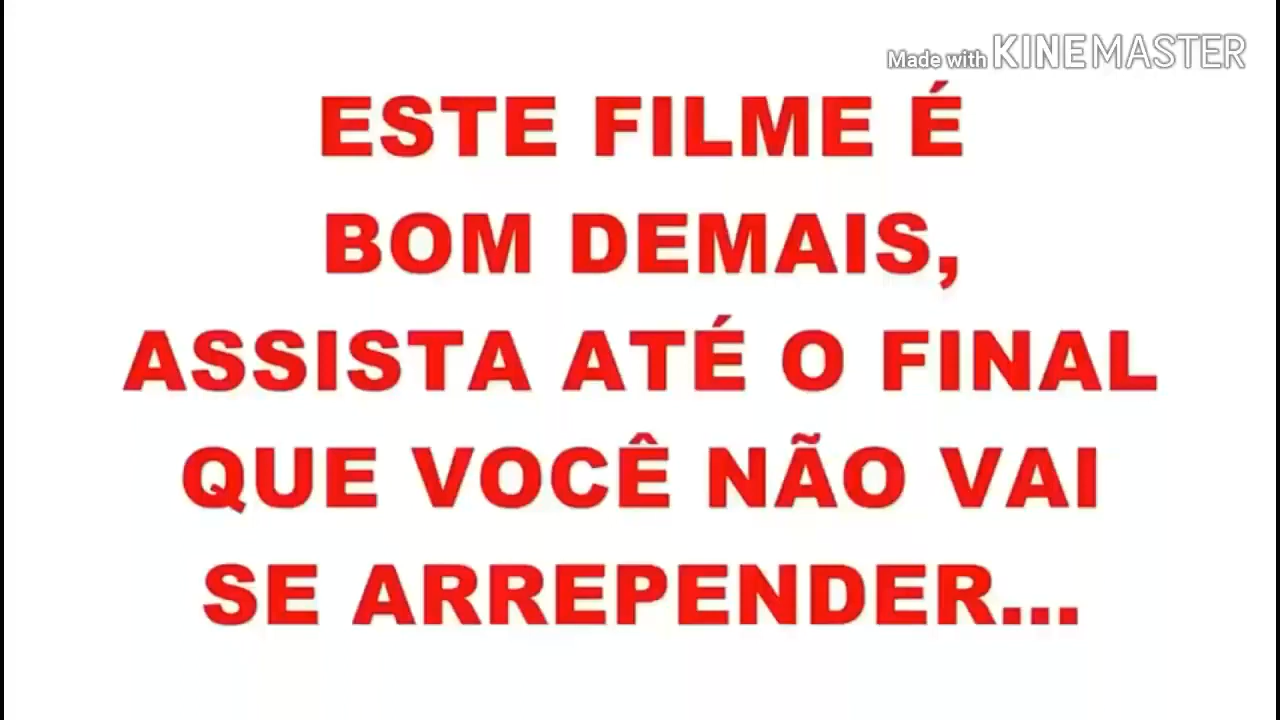 Made with KINEMASTER
ESTE FILME É
BOM DEMAIS,
ASSISTA ATÉ O FINAL
QUE VOCÊ NÃO VAI
SE ARREPENDER...